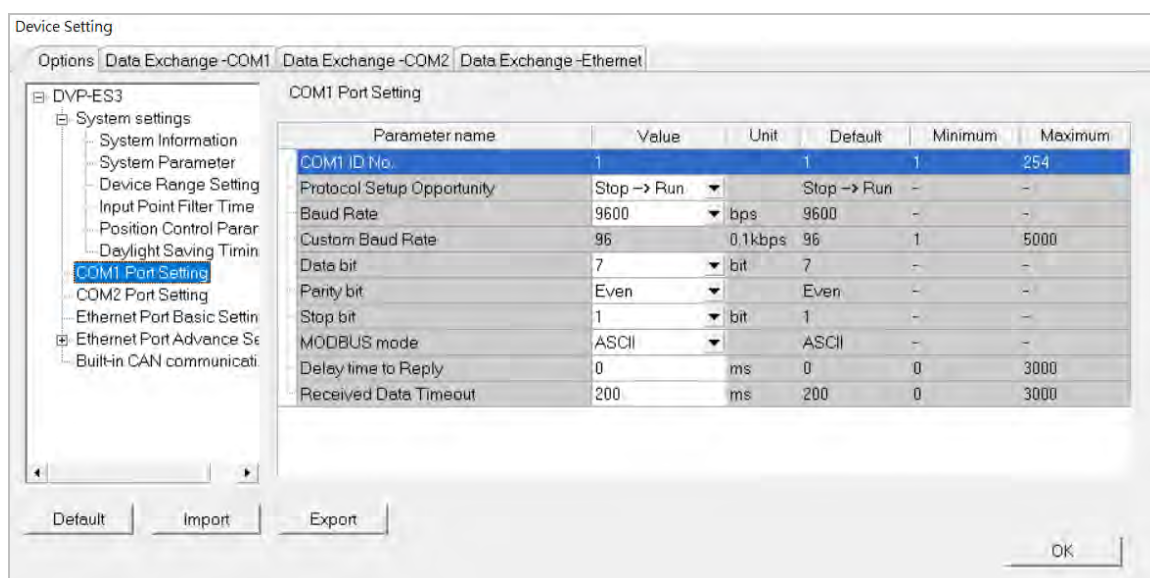 Device Setting
Options Data Exchange -COM1 Data Exchange -COM2 Data Exchange -Ethernet
DVP-ES3
System settings
System Information
System Parameter
Device Range Setting
Input Point Filter Time
Position Control Parar
Daylight Saving Timin
COM1 Port Setting
COM2 Port Setting
Ethernet Port Basic Settin
Ethernet Port Advance Se
Built-in CAN communicati
COM1 Port Setting
Parameter name Value Unit Default Minimum Maximum
COM1 ID No. 1 1 1 254
Protocol Setup Opportunity Stop -> Run Stop -> Run - -
Baud Rate 9600 bps 9600 - -
Custom Baud Rate 96 0.1kbps 96 1 5000
Data bit 7 bit 7 - -
Parity bit Even Even - -
Stop bit 1 bit 1 - -
MODBUS mode ASCII ASCII - -
Delay time to Reply 0 ms 0 0 3000
Received Data Timeout 200 ms 200 0 3000
Default Import Export
OK